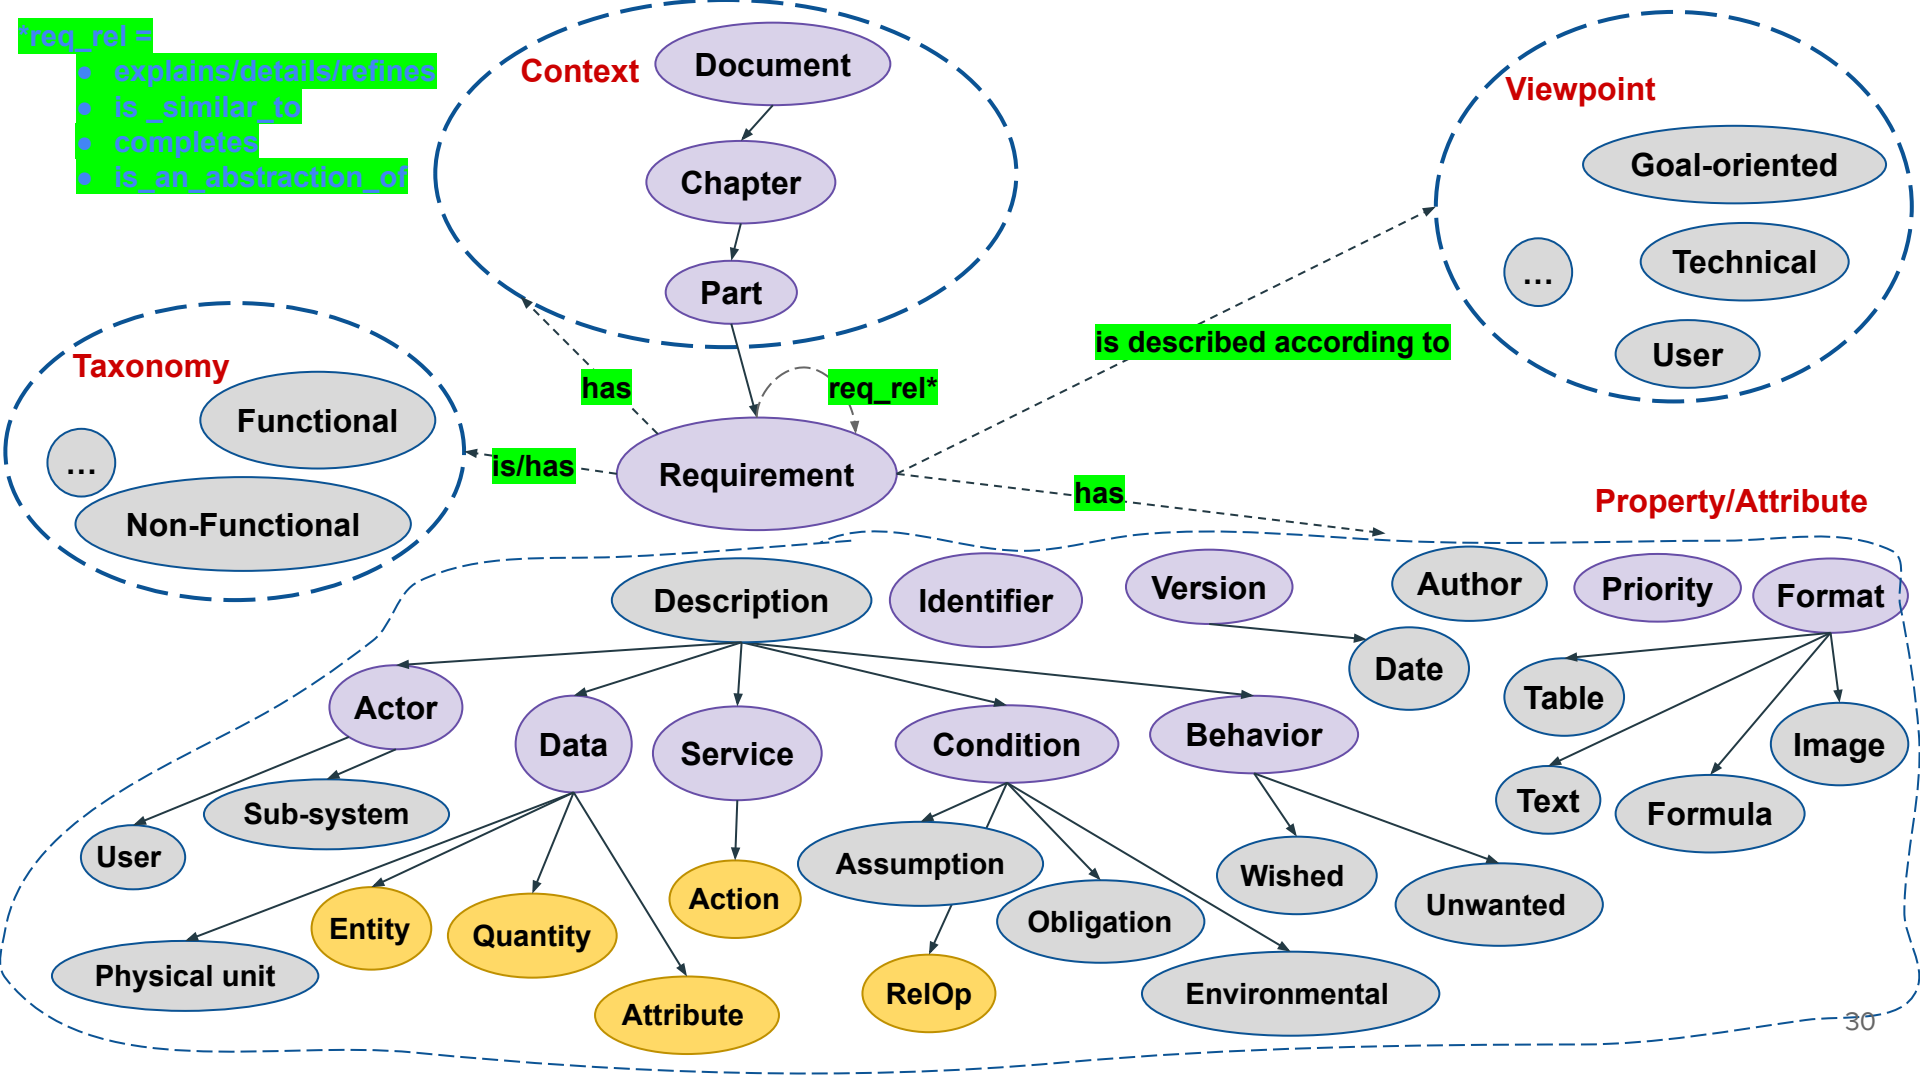 *req_rel =
● explains/details/refines
● is _similar_to
● completes
● is_an_abstraction_of
Context
Document
Chapter
Part
Viewpoint
Goal-oriented
Technical
...
User
is described according to
has
req_rel*
Taxonomy
Functional
...
Non-Functional
is/has
Requirement
has
Property/Attribute
Description
Identifier
Version
Author
Priority
Format
Date
Table
Image
Text
Formula
Actor
Data
Service
Condition
Behavior
User
Sub-system
Physical unit
Entity
Quantity
Attribute
Action
Assumption
RelOp
Obligation
Environmental
Wished
Unwanted
30